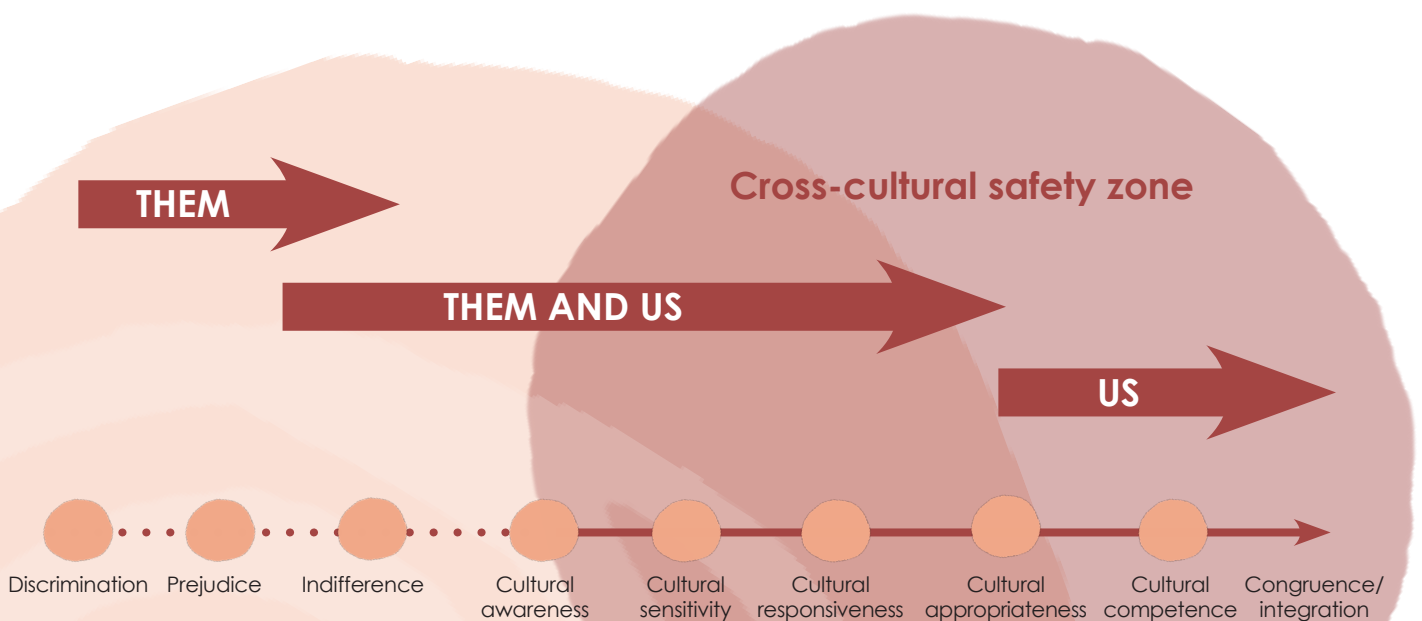 Cross-cultural safety zone
THEM
THEM AND US
US
Discrimination
Prejudice
Indifference
Cultural
awareness
Cultural
sensitivity
Cultural
responsiveness
Cultural
appropriateness
Cultural
competence
Congruence/
integration